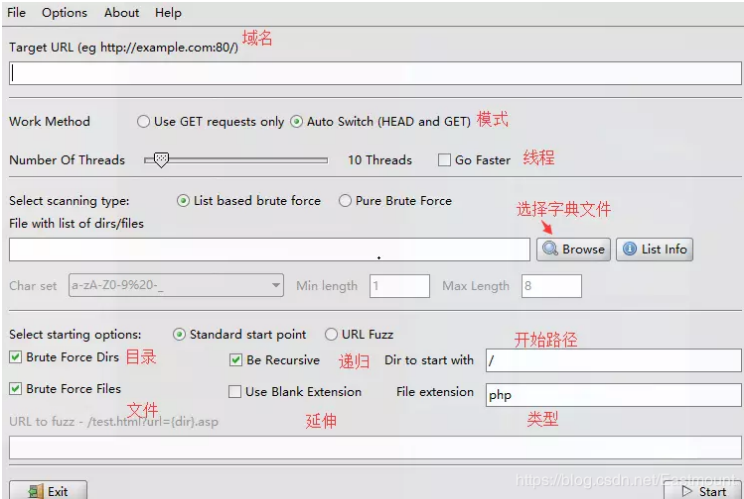 File Options About Help
Target URL (eg http://example.com:80/) 域名
Work Method Use GET requests only Auto Switch (HEAD and GET) 模式
Number Of Threads 10 Threads Go Faster 线程
Select scanning type: List based brute force Pure Brute Force
选择字典文件
File with list of dirs/files
Browse List Info
Char set a-zA-Z0-9%20-_ Min length 1 Max Length 8
Select starting options: Standard start point URL Fuzz
开始路径
Brute Force Dirs 目录 Be Recursive 递归 Dir to start with /
Brute Force Files Use Blank Extension File extension php
文件 延伸 类型
URL to fuzz - /test.html?url={dir}.asp
Exit Start
https://blog.csdn.net/Eastmount